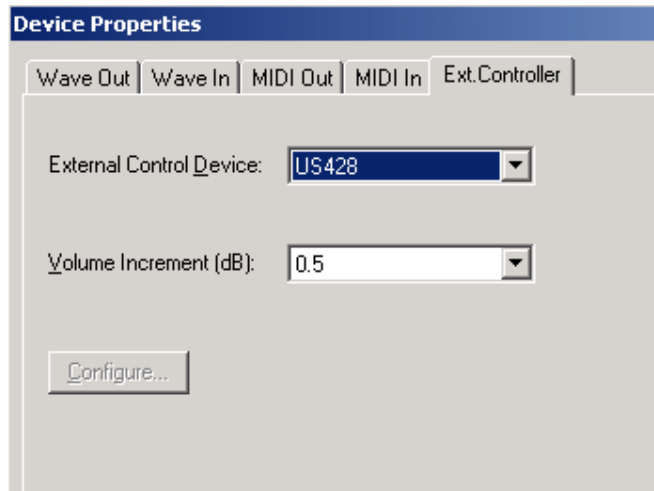 Device Properties
Wave Out Wave In MIDI Out MIDI In Ext.Controller
External Control Device: US428
Volume Increment (dB): 0.5
Configure...